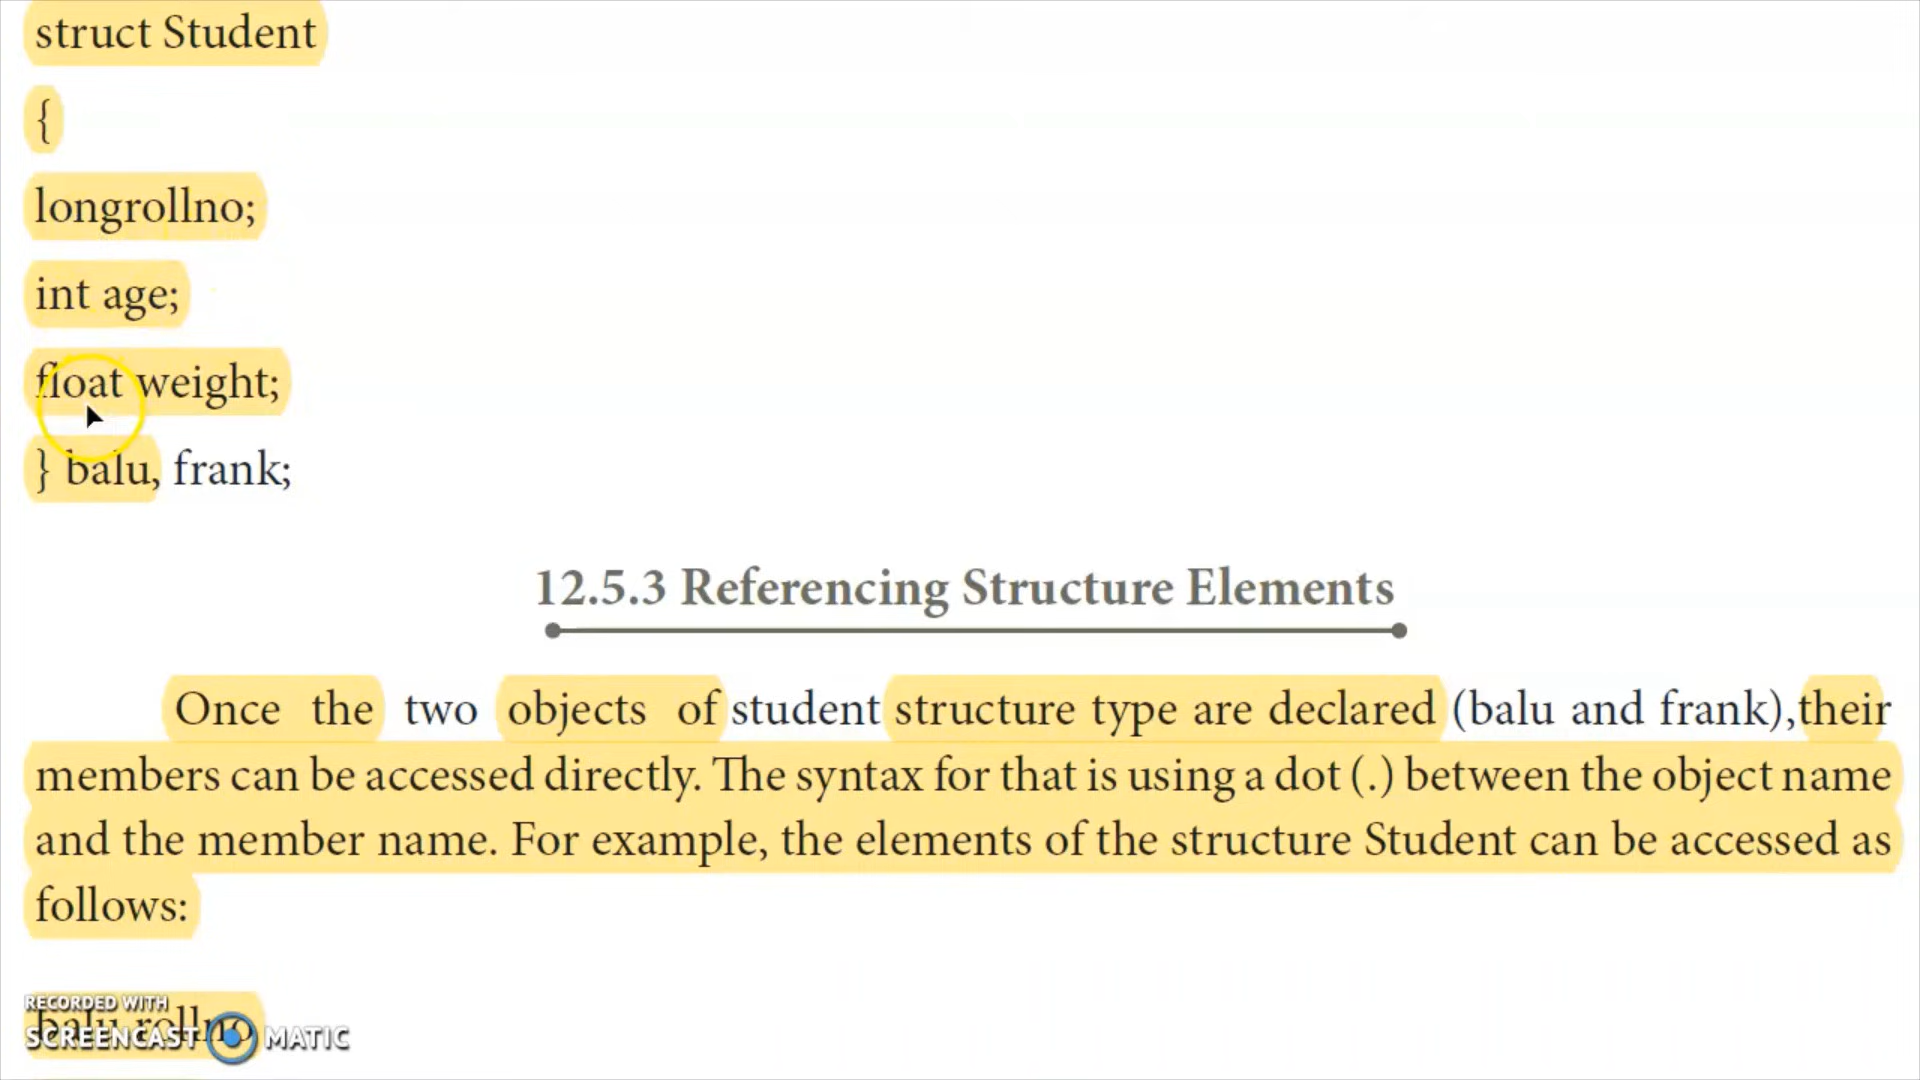 struct Student
{
longrollno;
int age;
float weight;
} balu, frank;
12.5.3 Referencing Structure Elements
Once the two objects of student structure type are declared (balu and frank),their
members can be accessed directly. The syntax for that is using a dot (.) between the object name
and the member name. For example, the elements of the structure Student can be accessed as
follows:
balu.rollno
RECORDED WITH
SCREENCAST MATIC